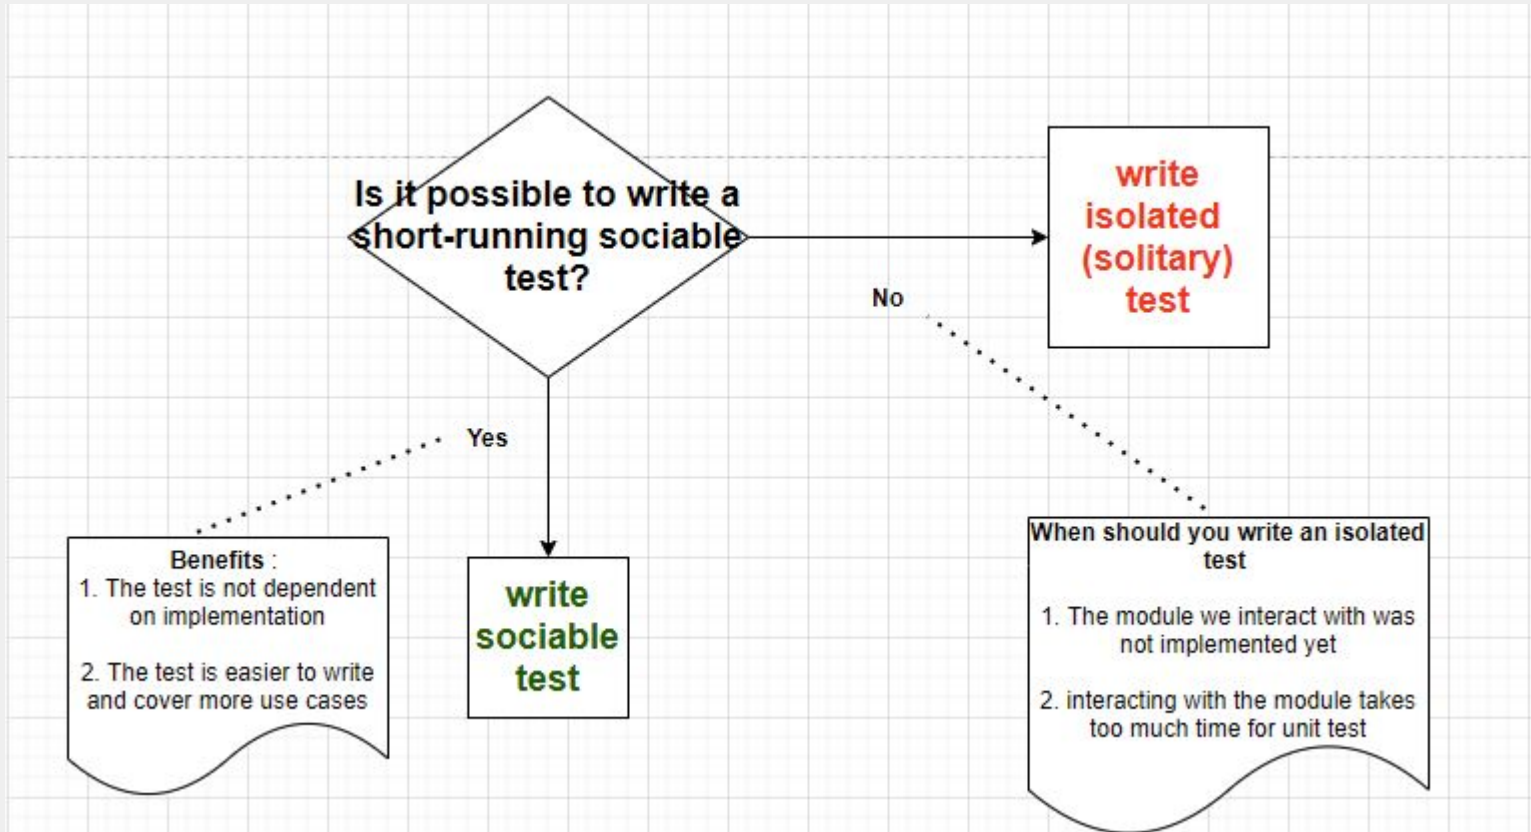 Is it possible to write a
short-running sociable
test?
write
isolated
(solitary)
test
No
Yes
Benefits :
1. The test is not dependent
on implementation
2. The test is easier to write
and cover more use cases
write
sociable
test
When should you write an isolated
test
1. The module we interact with was
not implemented yet
2. interacting with the module takes
too much time for unit test